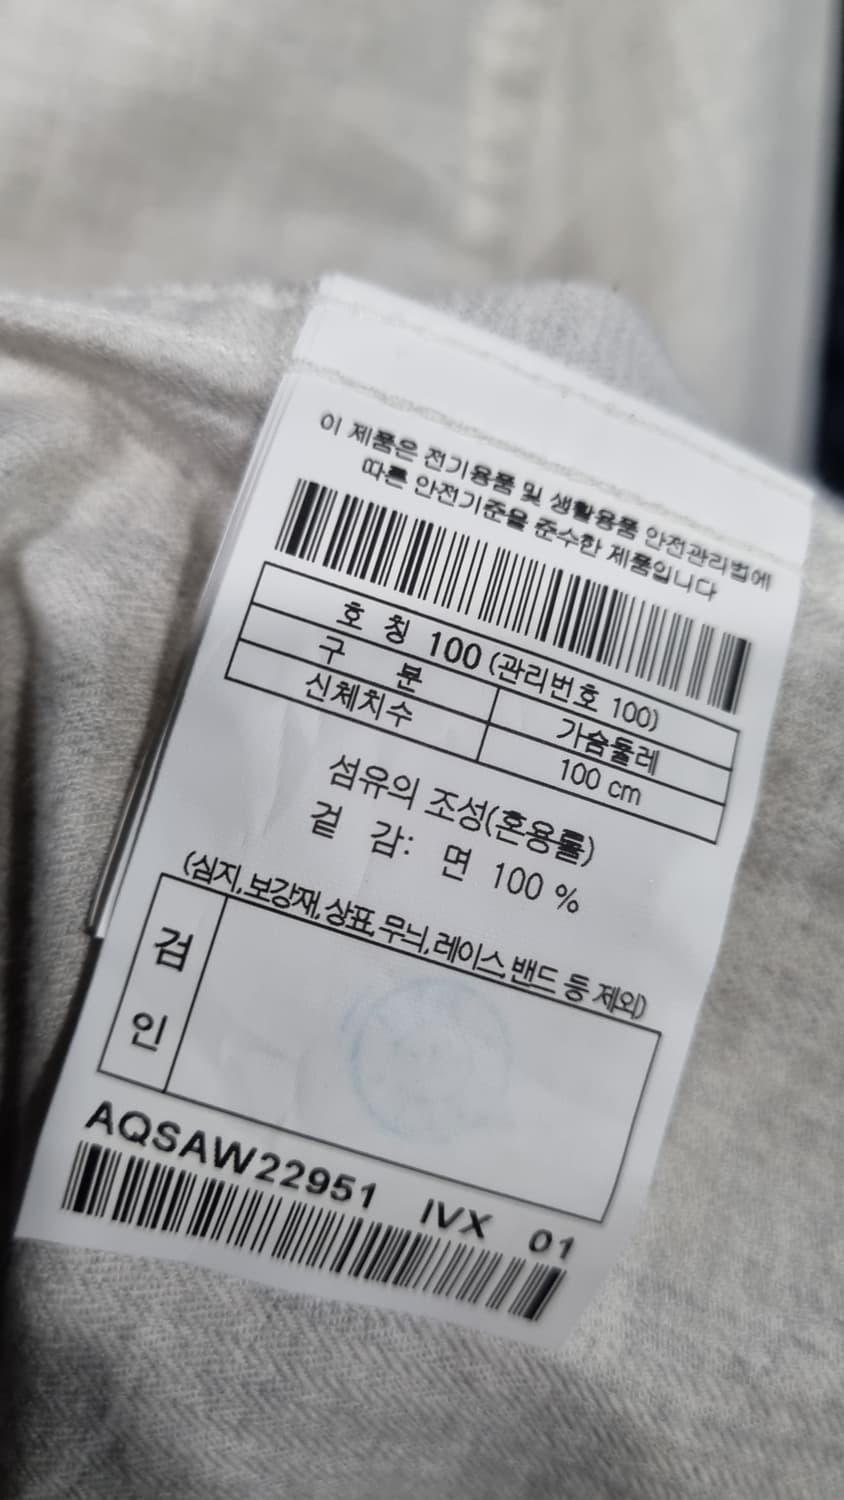 이 제품은 전기용품 및 생활용품 안전관리법에
따른 안전기준을 준수한 제품입니다
호 칭 100 (관리번호 100)
구 분 가슴둘레
신체치수 100 cm
섬유의 조성(혼용률)
겉 감: 면 100 %
(심지,보강재,상표,무늬,레이스,밴드 등 제외)
검
인
AQSAW22951 IVX 01